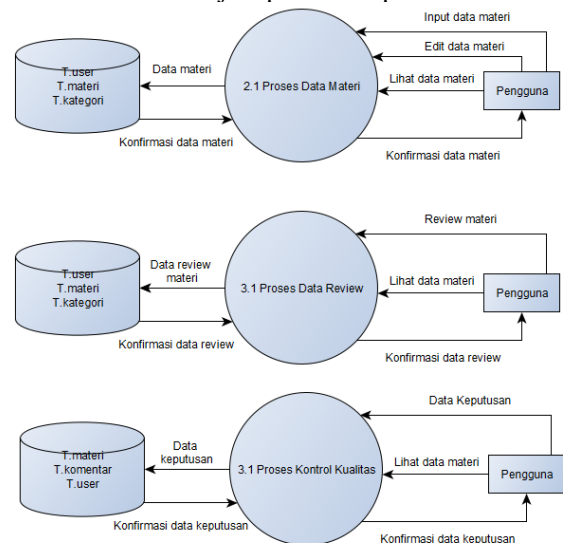 Input data materi
Edit data materi
T.user
T.materi
T.kategori
Data materi
2.1 Proses Data Materi
Lihat data materi
Pengguna
Konfirmasi data materi
Konfirmasi data materi
Review materi
T.user
T.materi
T.kategori
Data review
materi
3.1 Proses Data Review
Lihat data materi
Pengguna
Konfirmasi data review
Konfirmasi data review
Data Keputusan
T.materi
T.komentar
T.user
Data
keputusan
3.1 Proses Kontrol Kualitas
Lihat data materi
Pengguna
Konfirmasi data keputusan
Konfirmasi data keputusan